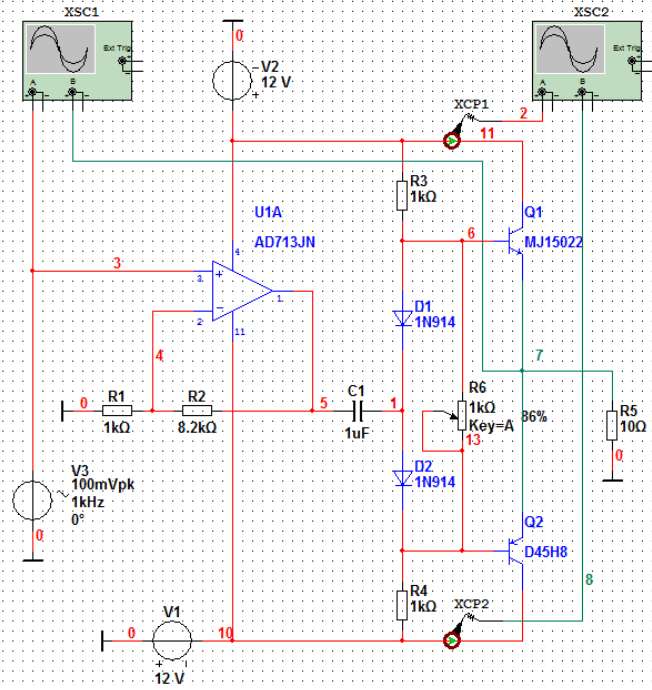 XSC1
XSC2
Ext Trig
A
B
Ext Trig
A
B
0
V2
12 V
XCP1
2
11
R3
1kΩ
Q1
MJ15022
U1A
AD713JN
6
4
3
3
1
2
11
D1
1N914
4
7
R1
1kΩ
R2
8.2kΩ
0
5
C1
1uF
1
R6
1kΩ
Key=A
86%
13
R5
10Ω
0
D2
1N914
V3
100mVpk
1kHz
0°
0
Q2
D45H8
8
R4
1kΩ
XCP2
V1
0
10
12 V